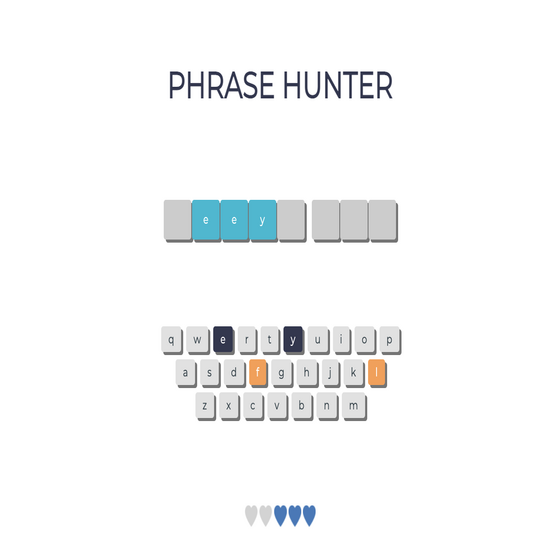 PHRASE HUNTER
e e y
q w e r t y u i o p
a s d f g h j k l
z x c v b n m